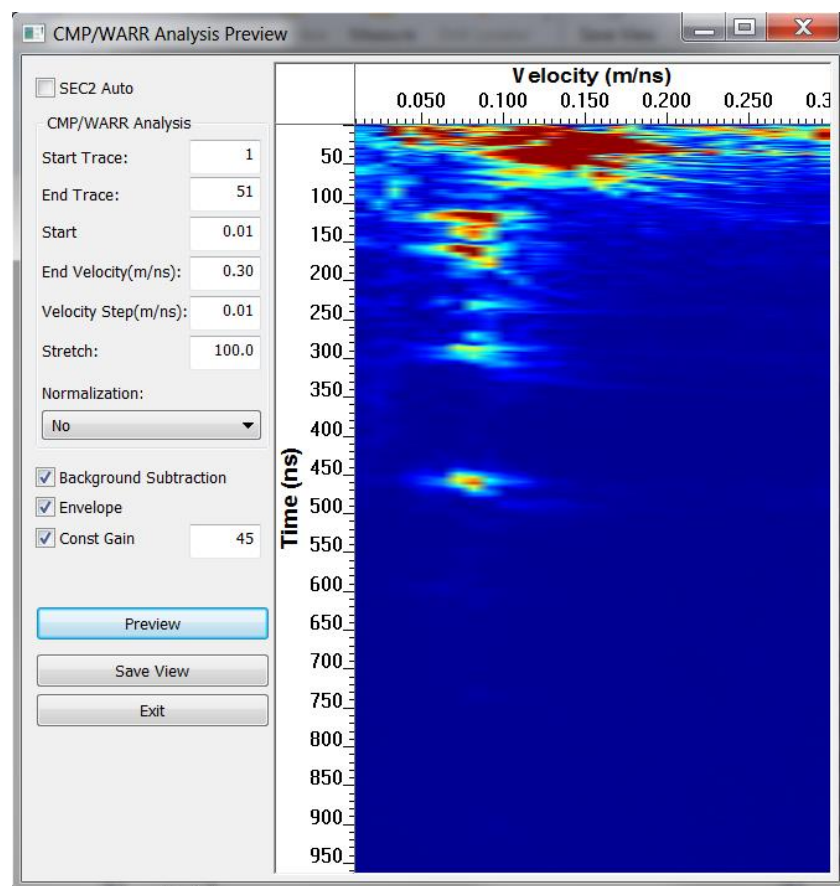 CMP/WARR Analysis Preview
SEC2 Auto
CMP/WARR Analysis
Start Trace: 1
End Trace: 51
Start 0.01
End Velocity(m/ns): 0.30
Velocity Step(m/ns): 0.01
Stretch: 100.0
Normalization:
No
Background Subtraction
Envelope
Const Gain 45
Preview
Save View
Exit
Velocity (m/ns)
0.050 0.100 0.150 0.200 0.250 0.3
Time (ns)
50
100
150
200
250
300
350
400
450
500
550
600
650
700
750
800
850
900
950